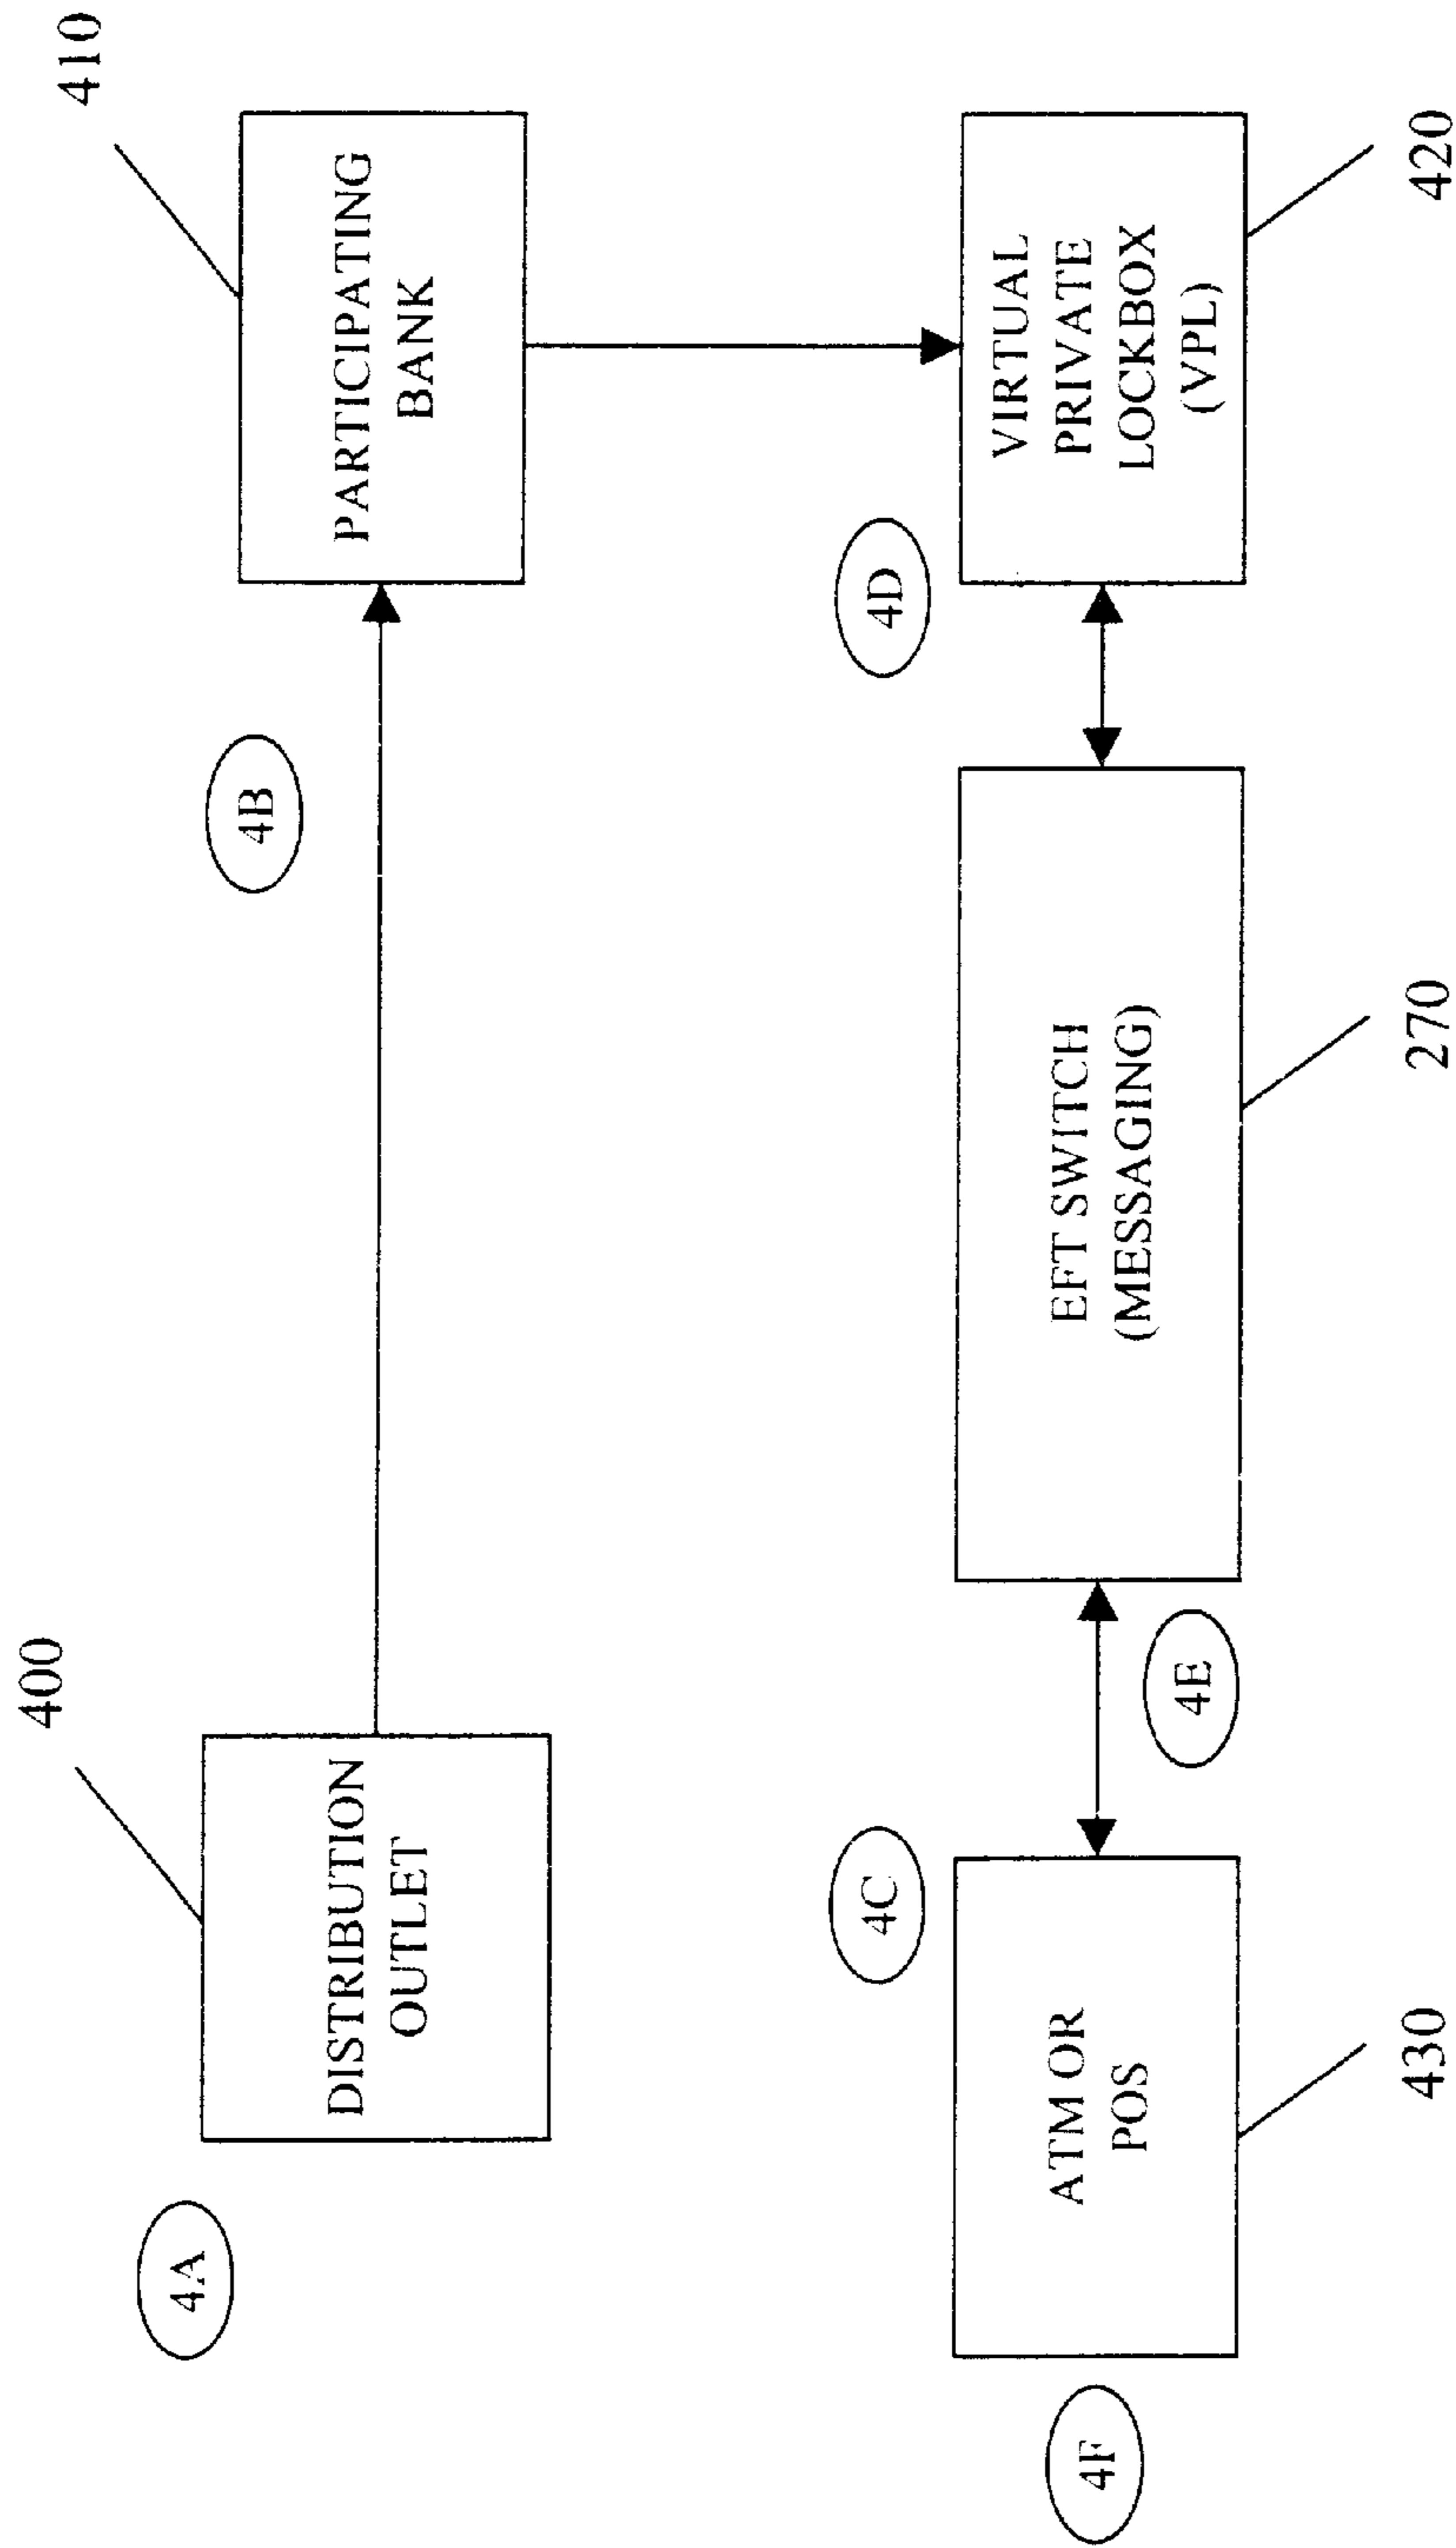 400
410
4A
4B
DISTRIBUTION
OUTLET
PARTICIPATING
BANK
4C
4D
4F
ATM OR
POS
4E
EFT SWITCH
(MESSAGING)
VIRTUAL
PRIVATE
LOCKBOX
(VPL)
430
270
420